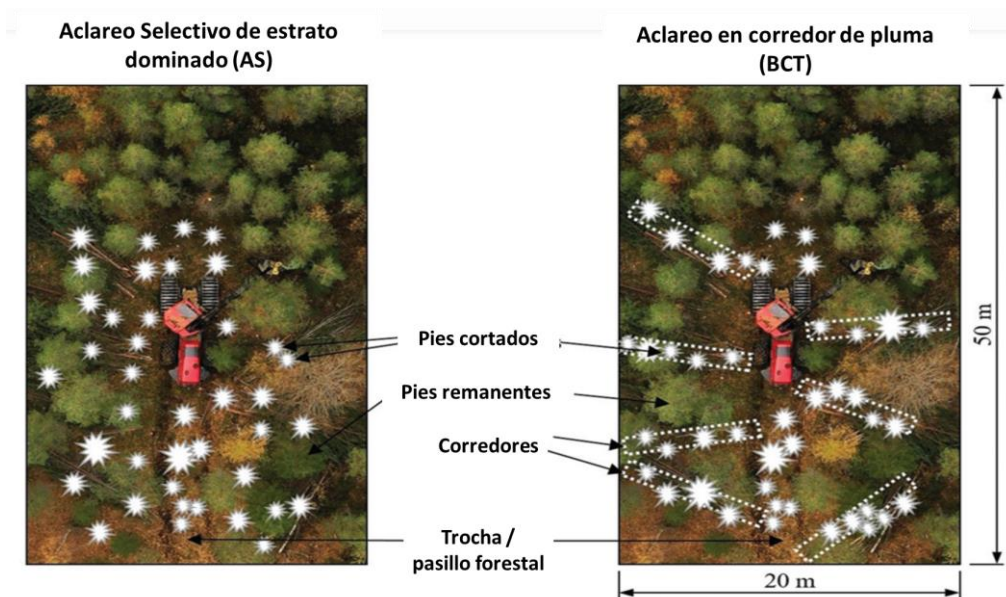 Aclareo Selectivo de estrato
dominado (AS)
Aclareo en corredor de pluma
(BCT)
Pies cortados
Pies remanentes
Corredores
Trocha /
pasillo forestal
50 m
20 m